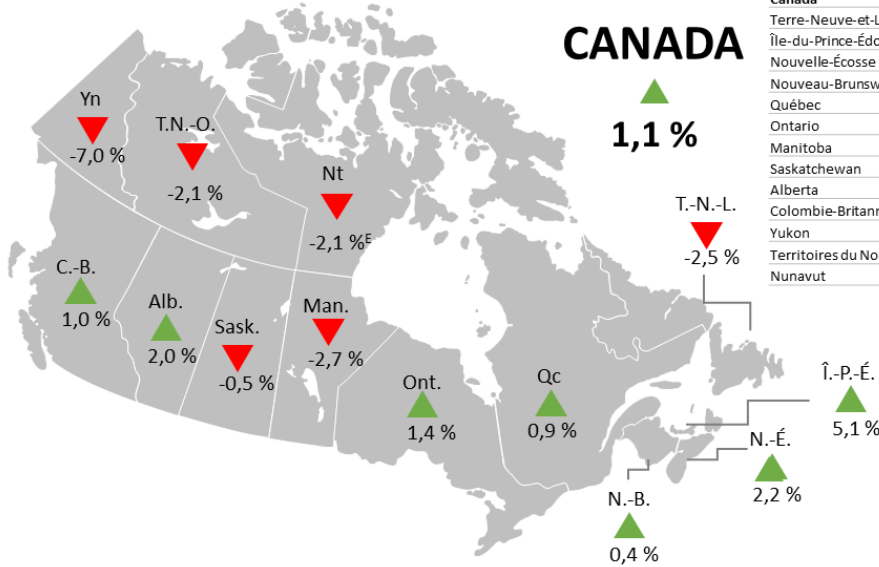 CANADA
1,1 %
Canada
Terre-Neuve-et-L
Île-du-Prince-Édo
Nouvelle-Écosse
Nouveau-Brunsw
Québec
Ontario
Manitoba
Saskatchewan
Alberta
Colombie-Britann
Yukon
Territoires du No
Nunavut
Yn
-7,0 %
T.N.-O.
-2,1 %
Nt
-2,1 %E
T.-N.-L.
-2,5 %
C.-B.
1,0 %
Alb.
2,0 %
Sask.
-0,5 %
Man.
-2,7 %
Ont.
1,4 %
Qc
0,9 %
Î.-P.-É.
5,1 %
N.-É.
2,2 %
N.-B.
0,4 %